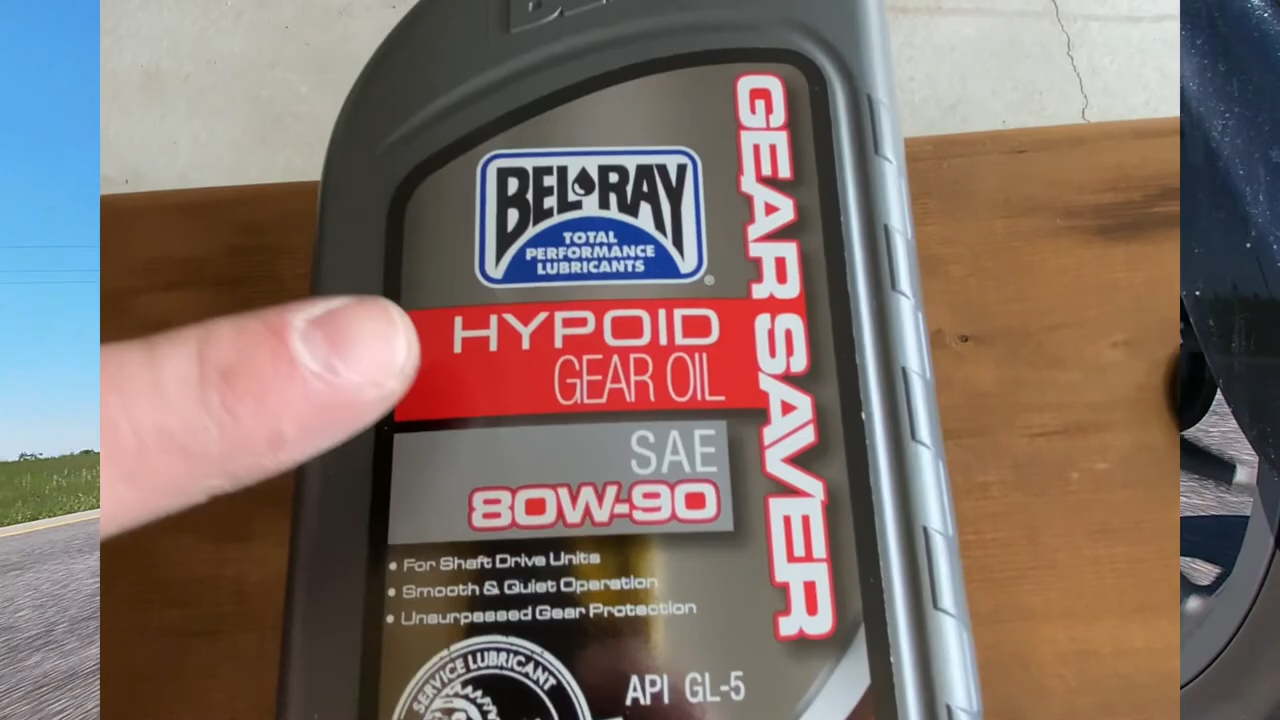 BEL-RAY
TOTAL
PERFORMANCE
LUBRICANTS
®
GEAR SAVER
HYPOID
GEAR OIL
SAE
80W-90
• For Shaft Drive Units
• Smooth & Quiet Operation
• Unsurpassed Gear Protection
SERVICE LUBRICANT
API GL-5